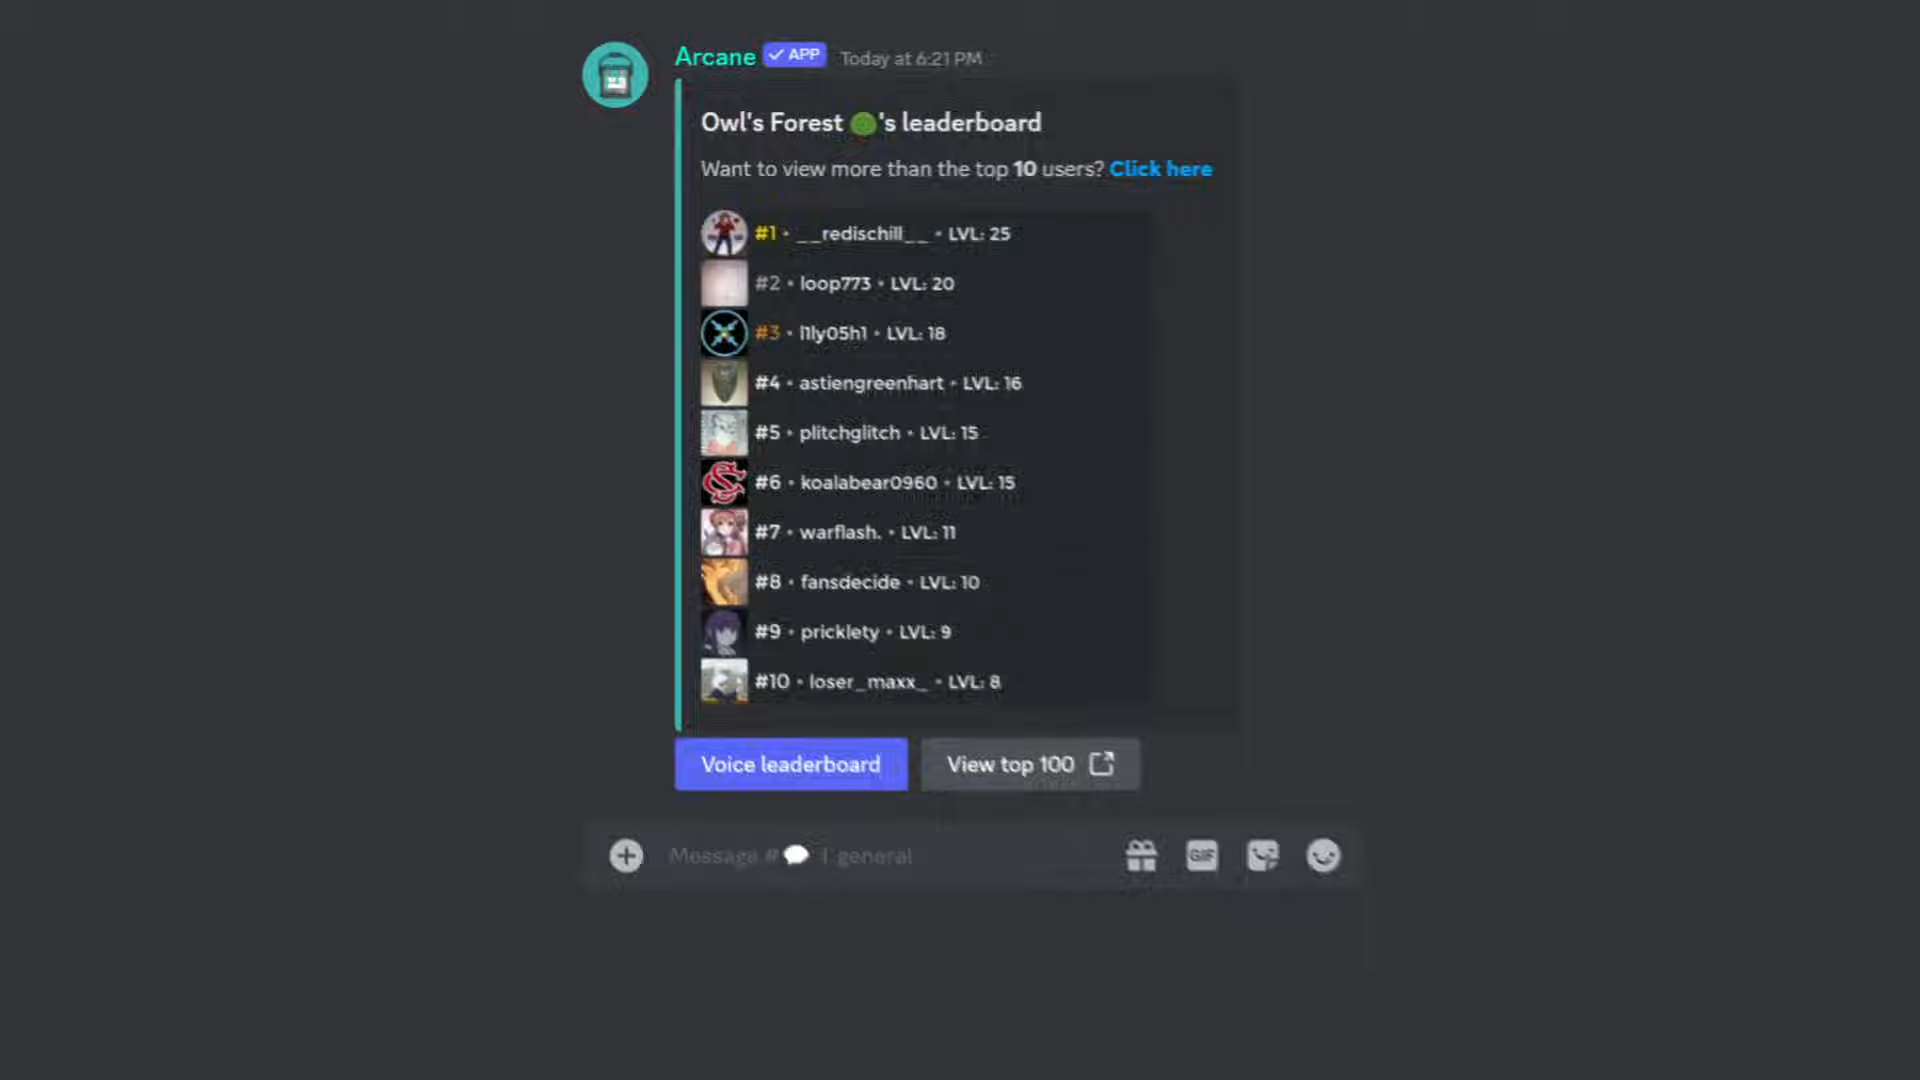 Arcane ✓ APP Today at 6:21 PM
Owl's Forest 's leaderboard
Want to view more than the top 10 users? Click here
#1 • __redischill__ • LVL: 25
#2 • loop773 • LVL: 20
#3 • l1ly05h1 • LVL: 18
#4 • astiengreenhart • LVL: 16
#5 • plitchglitch • LVL: 15
#6 • koalabear0960 • LVL: 15
#7 • warflash. • LVL: 11
#8 • fansdecide • LVL: 10
#9 • pricklety • LVL: 9
#10 • loser_maxx_ • LVL: 8
Voice leaderboard View top 100
Message # 💬 | general GIF